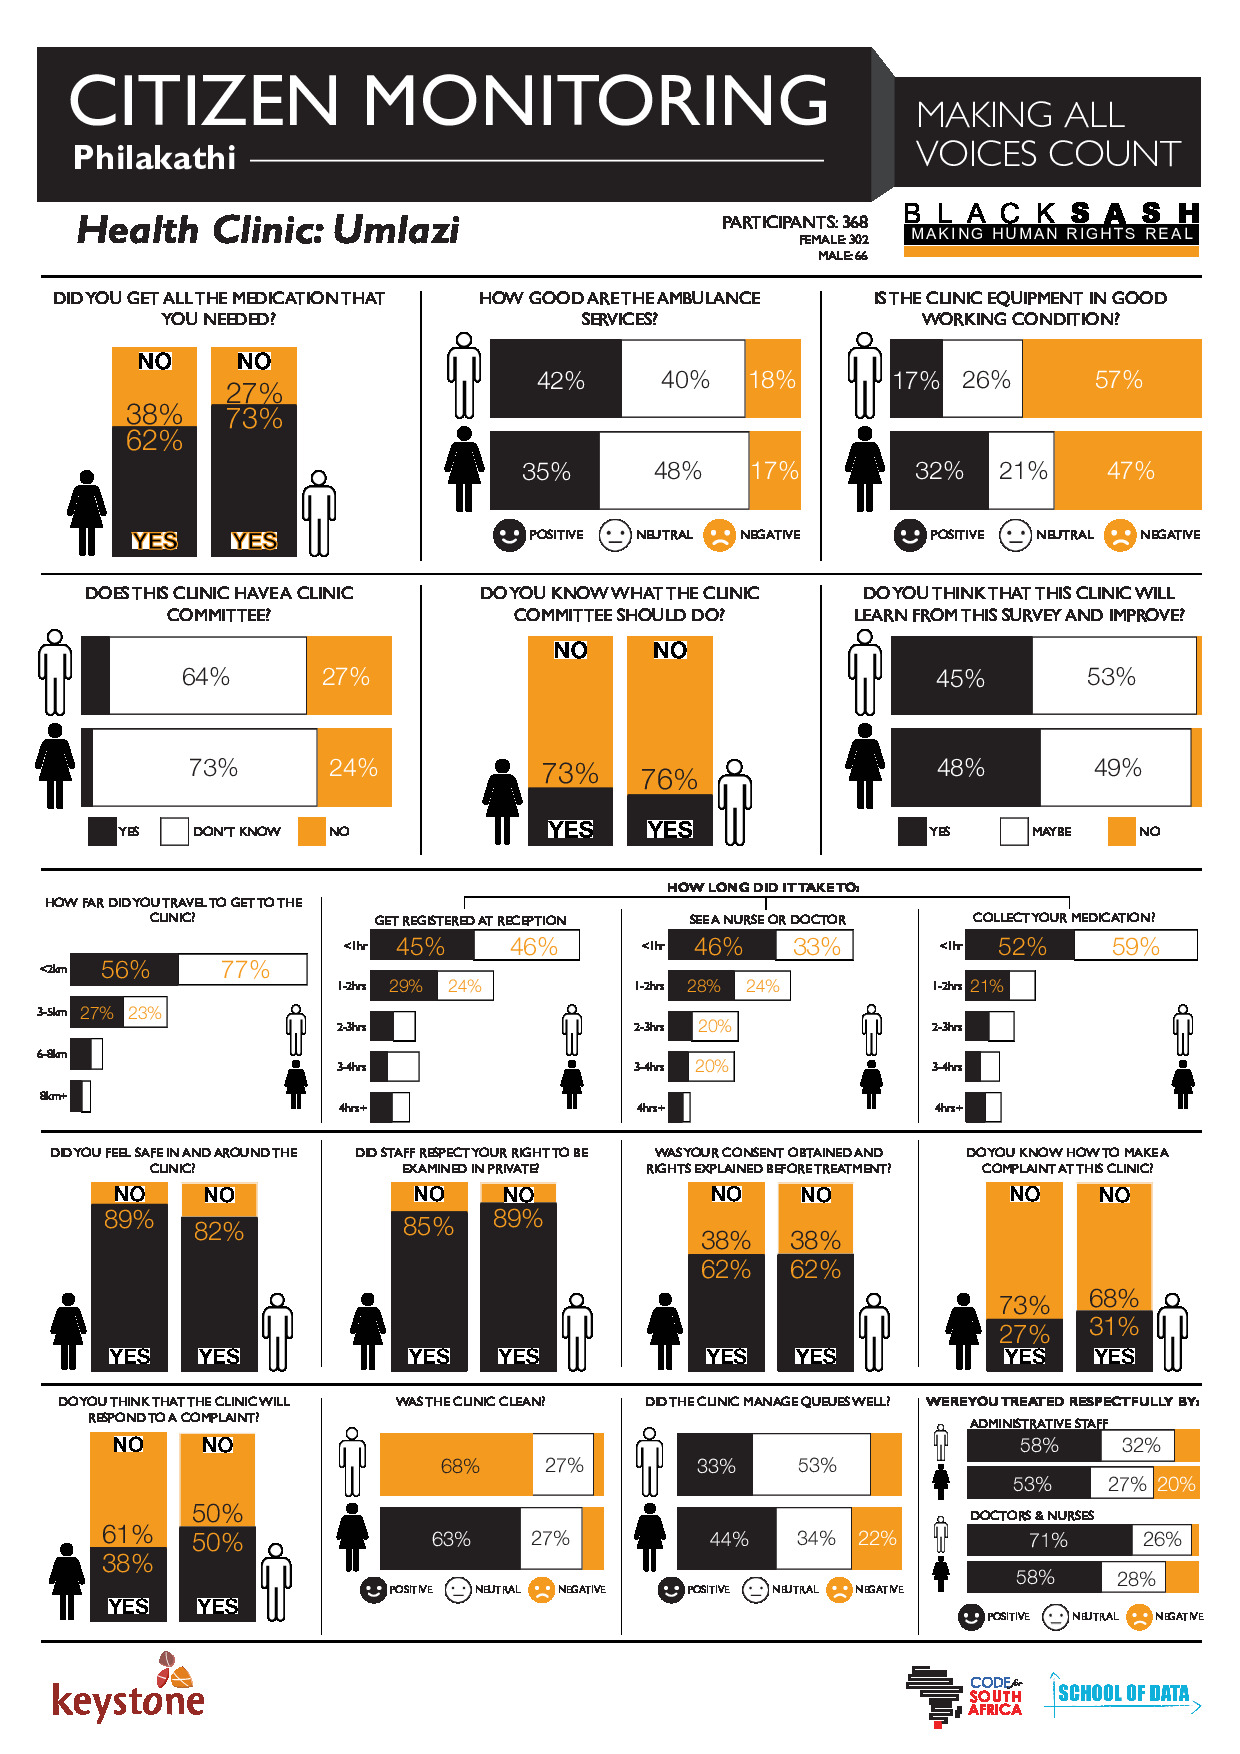 CITIZEN MONITORING
Philakathi
MAKING ALL
VOICES COUNT
Health Clinic: Umlazi
PARTICIPANTS: 368
FEMALE: 302
MALE: 66
BLACKSASH
MAKING HUMAN RIGHTS REAL
DID YOU GET ALL THE MEDICATION THAT
YOU NEEDED?
NO NO
27%
38% 73%
62%
YES YES
HOW GOOD ARE THE AMBULANCE
SERVICES?
42% 40% 18%
35% 48% 17%
POSITIVE NEUTRAL NEGATIVE
IS THE CLINIC EQUIPMENT IN GOOD
WORKING CONDITION?
17% 26% 57%
32% 21% 47%
POSITIVE NEUTRAL NEGATIVE
DOES THIS CLINIC HAVE A CLINIC
COMMITTEE?
64% 27%
73% 24%
YES DON'T KNOW NO
DO YOU KNOW WHAT THE CLINIC
COMMITTEE SHOULD DO?
NO NO
73% 76%
YES YES
DO YOU THINK THAT THIS CLINIC WILL
LEARN FROM THIS SURVEY AND IMPROVE?
45% 53%
48% 49%
YES MAYBE NO
HOW FAR DID YOU TRAVEL TO GET TO THE
CLINIC?
<2km 56% 77%
3-5km 27% 23%
6-8km
8km+
HOW LONG DID IT TAKE TO:
GET REGISTERED AT RECEPTION
<1hr 45% 46%
1-2hrs 29% 24%
2-3hrs
3-4hrs
4hrs+
SEE A NURSE OR DOCTOR
<1hr 46% 33%
1-2hrs 28% 24%
2-3hrs 20%
3-4hrs 20%
4hrs+
COLLECT YOUR MEDICATION?
<1hr 52% 59%
1-2hrs 21%
2-3hrs
3-4hrs
4hrs+
DID YOU FEEL SAFE IN AND AROUND THE
CLINIC?
NO NO
89% 82%
YES YES
DID STAFF RESPECT YOUR RIGHT TO BE
EXAMINED IN PRIVATE?
NO NO
85% 89%
YES YES
WAS YOUR CONSENT OBTAINED AND
RIGHTS EXPLAINED BEFORE TREATMENT?
NO NO
38% 38%
62% 62%
YES YES
DO YOU KNOW HOW TO MAKE A
COMPLAINT AT THIS CLINIC?
NO NO
73% 68%
27% 31%
YES YES
DO YOU THINK THAT THE CLINIC WILL
RESPOND TO A COMPLAINT?
NO NO
61% 50%
38% 50%
YES YES
WAS THE CLINIC CLEAN?
68% 27%
63% 27%
POSITIVE NEUTRAL NEGATIVE
DID THE CLINIC MANAGE QUEUES WELL?
33% 53%
44% 34% 22%
POSITIVE NEUTRAL NEGATIVE
WERE YOU TREATED RESPECTFULLY BY:
ADMINISTRATIVE STAFF
58% 32%
53% 27% 20%
DOCTORS & NURSES
71% 26%
58% 28%
POSITIVE NEUTRAL NEGATIVE
keystone
CODE for
SOUTH
AFRICA
SCHOOL OF DATA